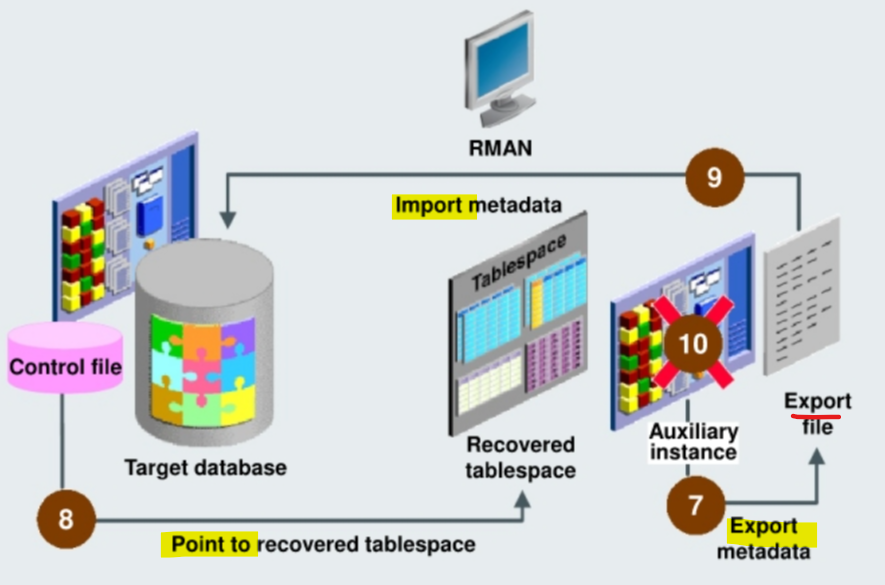 RMAN
9
Import metadata
Tablespace
10
Control file
Export
file
Auxiliary
instance
Recovered
tablespace
Target database
7
8
Export
metadata
Point to recovered tablespace